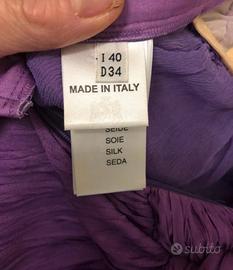 I 40
D 34
MADE IN ITALY
SEIDE
SOIE
SILK
SEDA
subito